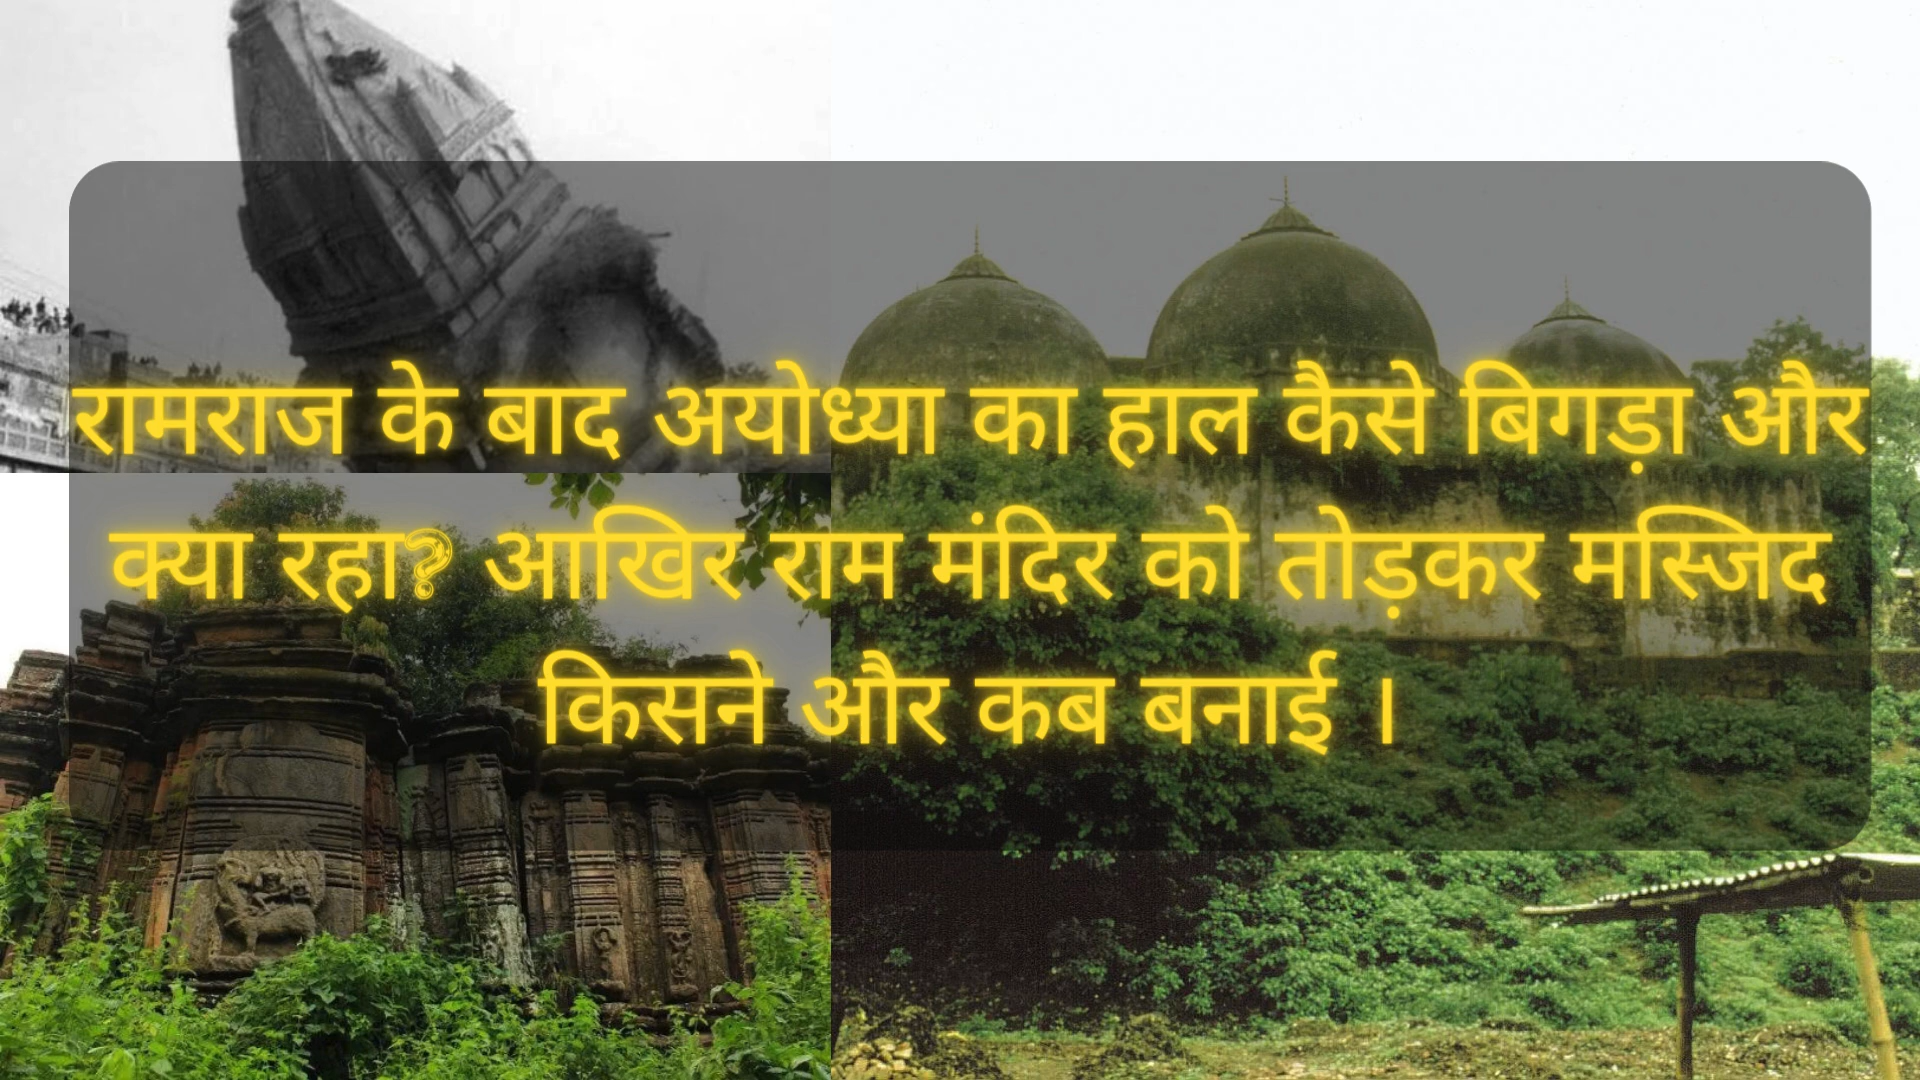 रामराज के बाद अयोध्या का हाल कैसे बिगड़ा और
क्या रहा? आखिर राम मंदिर को तोड़कर मस्जिद
किसने और कब बनाई ।